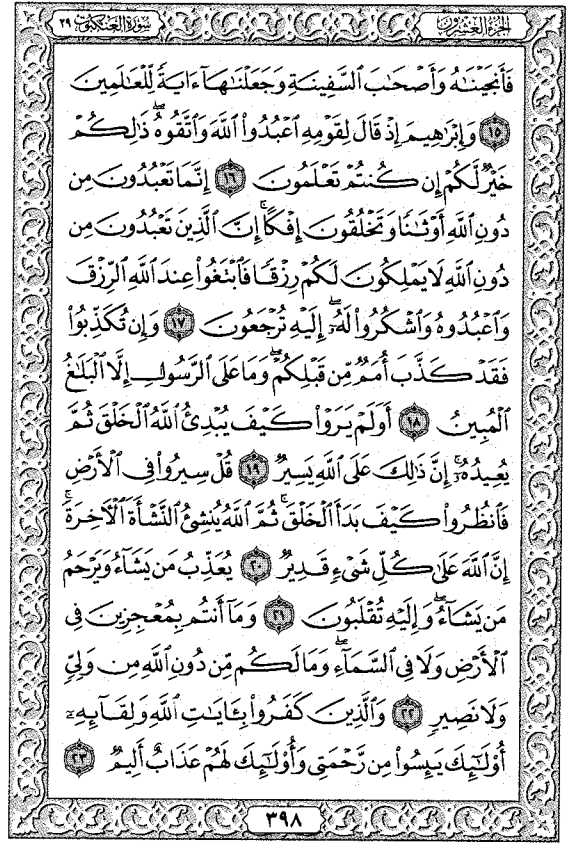 سورة العنكبوت ٢٩
الجزء العشرون
فَأَنجَيْنَٰهُ وَأَصْحَٰبَ ٱلسَّفِينَةِ وَجَعَلْنَٰهَآ ءَايَةً لِّلْعَٰلَمِينَ
١٥ وَإِبْرَٰهِيمَ إِذْ قَالَ لِقَوْمِهِ ٱعْبُدُوا۟ ٱللَّهَ وَٱتَّقُوهُ ۖ ذَٰلِكُمْ
خَيْرٌ لَّكُمْ إِن كُنتُمْ تَعْلَمُونَ ١٦ إِنَّمَا تَعْبُدُونَ مِن
دُونِ ٱللَّهِ أَوْثَٰنًا وَتَخْلُقُونَ إِفْكًا ۚ إِنَّ ٱلَّذِينَ تَعْبُدُونَ مِن
دُونِ ٱللَّهِ لَا يَمْلِكُونَ لَكُمْ رِزْقًا فَٱبْتَغُوا۟ عِندَ ٱللَّهِ ٱلرِّزْقَ
وَٱعْبُدُوهُ وَٱشْكُرُوا۟ لَهُۥٓ ۖ إِلَيْهِ تُرْجَعُونَ ١٧ وَإِن تُكَذِّبُوا۟
فَقَدْ كَذَّبَ أُمَمٌ مِّن قَبْلِكُمْ ۖ وَمَا عَلَى ٱلرَّسُولِ إِلَّا ٱلْبَلَٰغُ
ٱلْمُبِينُ ١٨ أَوَلَمْ يَرَوْا۟ كَيْفَ يُبْدِئُ ٱللَّهُ ٱلْخَلْقَ ثُمَّ
يُعِيدُهُۥٓ ۚ إِنَّ ذَٰلِكَ عَلَى ٱللَّهِ يَسِيرٌ ١٩ قُلْ سِيرُوا۟ فِى ٱلْأَرْضِ
فَٱنظُرُوا۟ كَيْفَ بَدَأَ ٱلْخَلْقَ ۚ ثُمَّ ٱللَّهُ يُنشِئُ ٱلنَّشْأَةَ ٱلْءَاخِرَةَ ۚ
إِنَّ ٱللَّهَ عَلَىٰ كُلِّ شَىْءٍ قَدِيرٌ ٢٠ يُعَذِّبُ مَن يَشَآءُ وَيَرْحَمُ
مَن يَشَآءُ ۖ وَإِلَيْهِ تُقْلَبُونَ ٢١ وَمَآ أَنتُم بِمُعْجِزِينَ فِى
ٱلْأَرْضِ وَلَا فِى ٱلسَّمَآءِ ۖ وَمَا لَكُم مِّن دُونِ ٱللَّهِ مِن وَلِىٍّ
وَلَا نَصِيرٍ ٢٢ وَٱلَّذِينَ كَفَرُوا۟ بِـَٔايَٰتِ ٱللَّهِ وَلِقَآئِهِۦٓ
أُو۟لَٰٓئِكَ يَئِسُوا۟ مِن رَّحْمَتِى وَأُو۟لَٰٓئِكَ لَهُمْ عَذَابٌ أَلِيمٌ ٢٣
٣٩٨